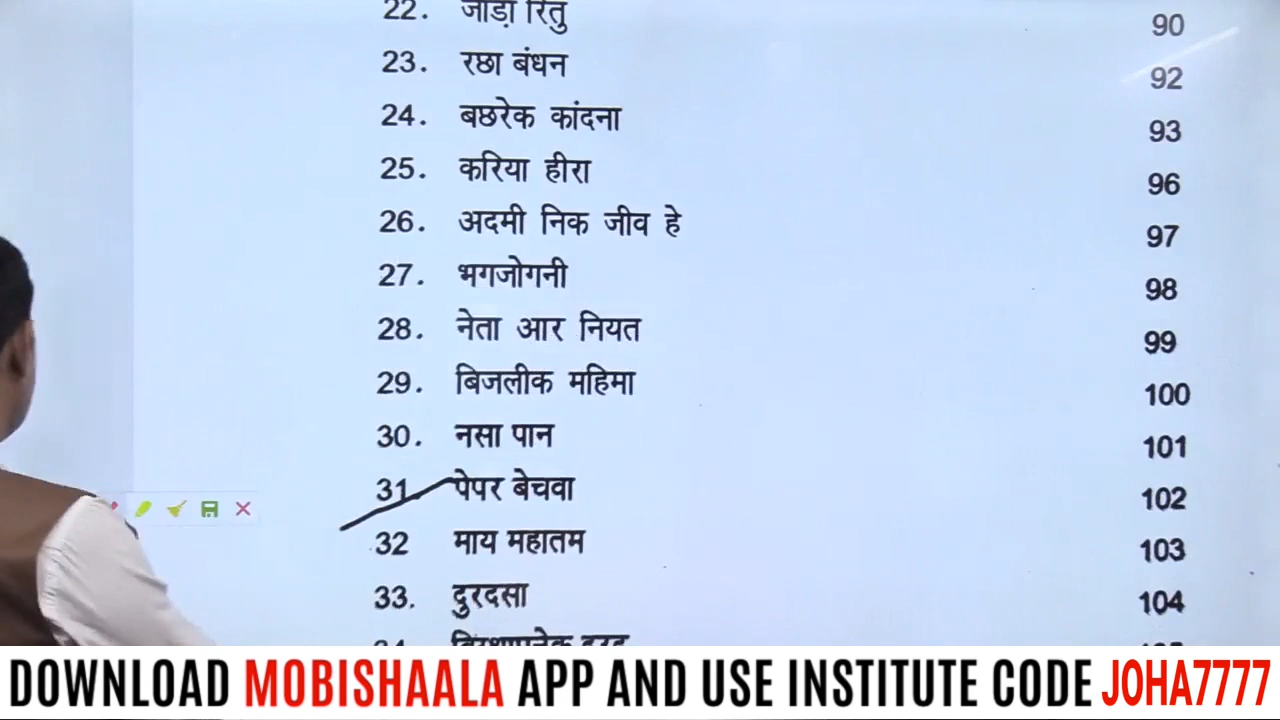 22. जाड़ा रितु 90
23. रछा बंधन 92
24. बछरेक कांदना 93
25. करिया हीरा 96
26. अदमी निक जीव हे 97
27. भगजोगनी 98
28. नेता आर नियत 99
29. बिजलीक महिमा 100
30. नसा पान 101
31. पेपर बेचवा 102
32 माय महातम 103
33. दुरदसा 104
DOWNLOAD MOBISHAALA APP AND USE INSTITUTE CODE JOHA7777